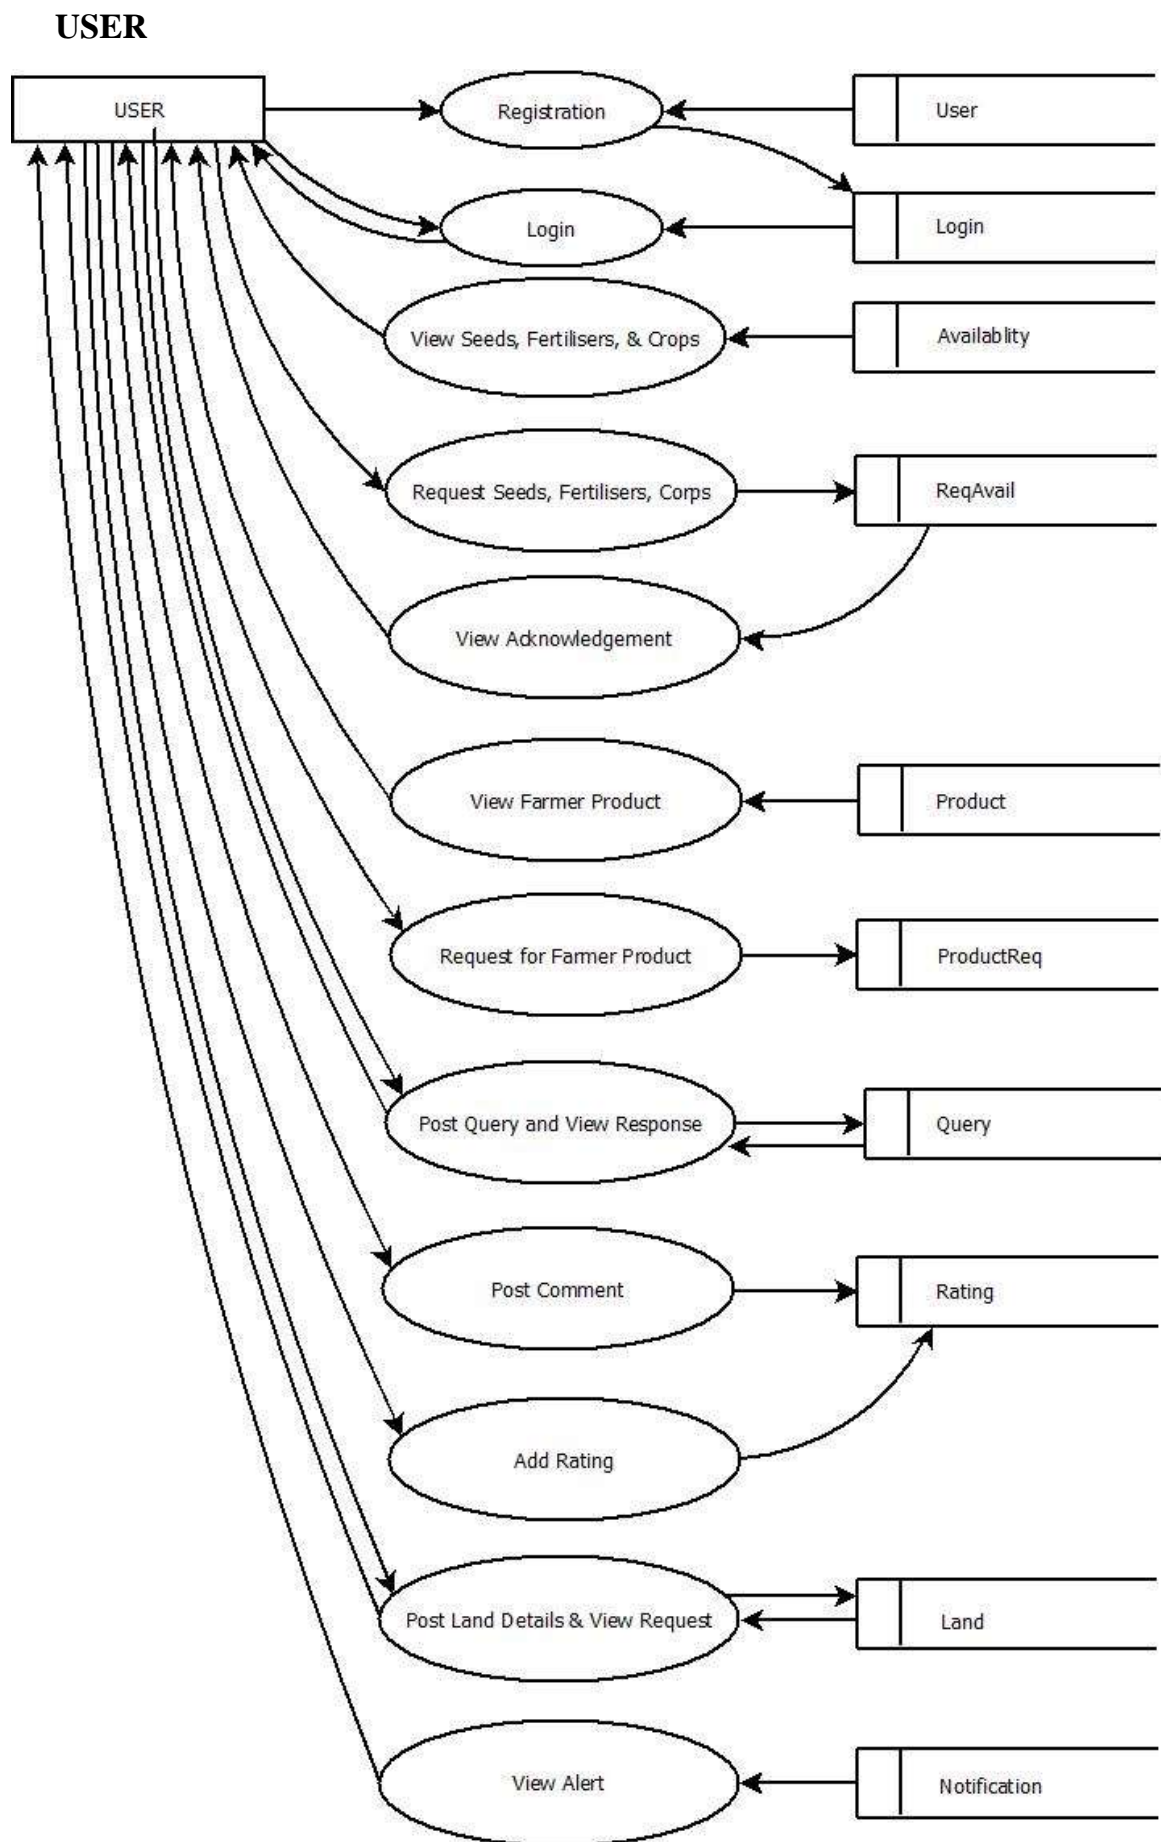 USER
USER
Registration
User
Login
Login
View Seeds, Fertilisers, & Crops
Availablity
Request Seeds, Fertilisers, Corps
ReqAvail
View Acknowledgement
View Farmer Product
Product
Request for Farmer Product
ProductReq
Post Query and View Response
Query
Post Comment
Rating
Add Rating
Post Land Details & View Request
Land
View Alert
Notification